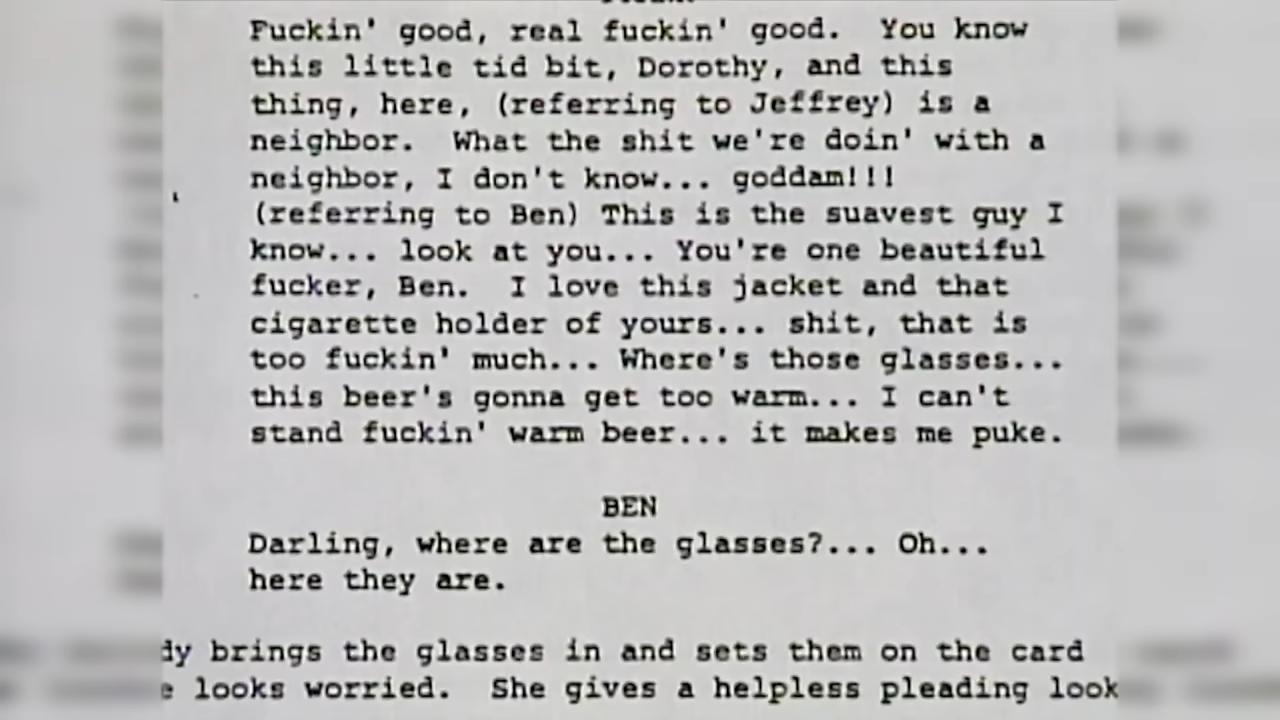 Fuckin' good, real fuckin' good.  You know
this little tid bit, Dorothy, and this
thing, here, (referring to Jeffrey) is a
neighbor.  What the shit we're doin' with a
neighbor, I don't know... goddam!!!
(referring to Ben) This is the suavest guy I
know... look at you... You're one beautiful
fucker, Ben.  I love this jacket and that
cigarette holder of yours... shit, that is
too fuckin' much... Where's those glasses...
this beer's gonna get too warm... I can't
stand fuckin' warm beer... it makes me puke.
BEN
Darling, where are the glasses?... Oh...
here they are.
dy brings the glasses in and sets them on the card
e looks worried.  She gives a helpless pleading look